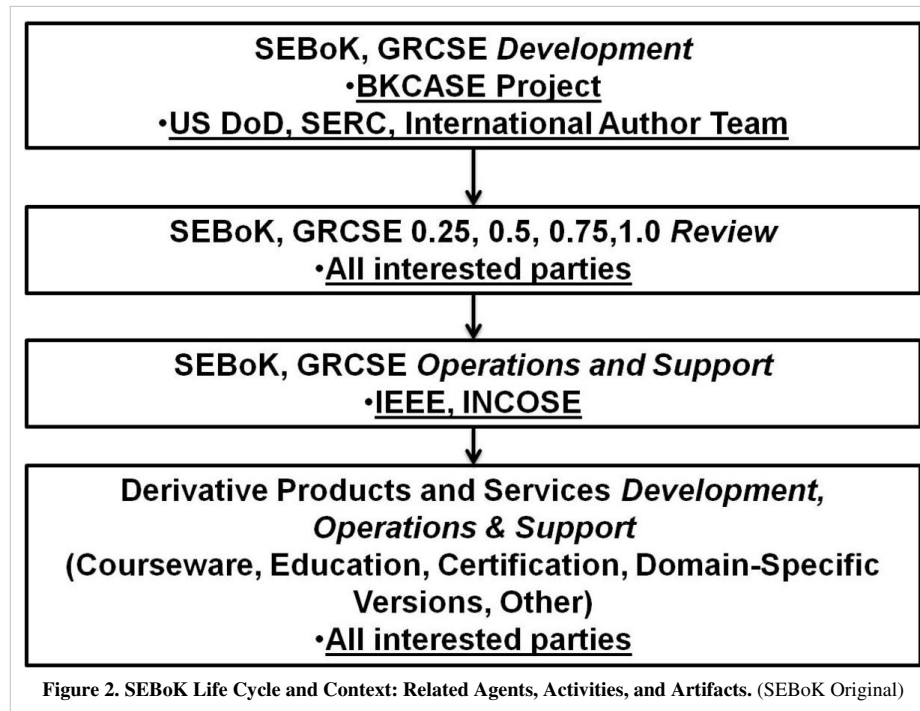 SEBoK, GRCSE Development
•BKCASE Project
•US DoD, SERC, International Author Team
SEBoK, GRCSE 0.25, 0.5, 0.75,1.0 Review
•All interested parties
SEBoK, GRCSE Operations and Support
•IEEE, INCOSE
Derivative Products and Services Development,
Operations & Support
(Courseware, Education, Certification, Domain-Specific
Versions, Other)
•All interested parties
Figure 2. SEBoK Life Cycle and Context: Related Agents, Activities, and Artifacts. (SEBoK Original)